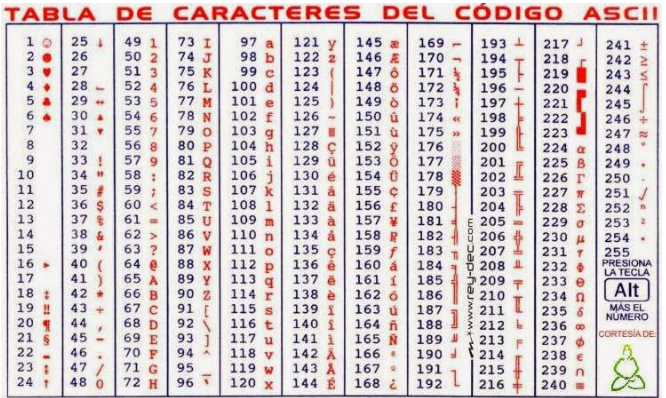 TABLA DE CARACTERES DEL CÓDIGO ASCII
1 ☺
2 ☻
3 ♥
4 ♦
5 ♣
6 ♠
7
8
9
10
11
12
13
14
15
16 ►
17
18 ↕
19 ‼
20 ¶
21 §
22 ▬
23 ↨
24 ↑
25 ↓
26
27
28 ∟
29 ↔
30 ▲
31 ▼
32
33 !
34 "
35 #
36 $
37 %
38 &
39 '
40 (
41 )
42 *
43 +
44 ,
45 -
46 .
47 /
48 0
49 1
50 2
51 3
52 4
53 5
54 6
55 7
56 8
57 9
58 :
59 ;
60 <
61 =
62 >
63 ?
64 @
65 A
66 B
67 C
68 D
69 E
70 F
71 G
72 H
73 I
74 J
75 K
76 L
77 M
78 N
79 O
80 P
81 Q
82 R
83 S
84 T
85 U
86 V
87 W
88 X
89 Y
90 Z
91 [
92 \
93 ]
94 ^
95 _
96 `
97 a
98 b
99 c
100 d
101 e
102 f
103 g
104 h
105 i
106 j
107 k
108 l
109 m
110 n
111 o
112 p
113 q
114 r
115 s
116 t
117 u
118 v
119 w
120 x
121 y
122 z
123 {
124 |
125 }
126 ~
127
128 Ç
129 ü
130 é
131 â
132 ä
133 à
134 å
135 ç
136 ê
137 ë
138 è
139 ï
140 î
141 ì
142 Ä
143 Å
144 É
145 æ
146 Æ
147 ô
148 ö
149 ò
150 û
151 ù
152 ÿ
153 Ö
154 Ü
155 ¢
156 £
157 ¥
158 ₧
159 ƒ
160 á
161 í
162 ó
163 ú
164 ñ
165 Ñ
166 ª
167 º
168 ¿
169 ⌐
170 ¬
171 ½
172 ¼
173 ¡
174 «
175 »
176 ░
177 ▒
178 ▓
179 │
180 ┤
181 ╡
182 ╢
183 ╖
184 ╕
185 ╣
186 ║
187 ╗
188 ╝
189 ╜
190 ╛
191 ┐
192 └
www.rey-dec.com
193 ┴
194 ┬
195 ├
196 ─
197 ┼
198 ╞
199 ╟
200 ╚
201 ╔
202 ╩
203 ╦
204 ╠
205 ═
206 ╬
207 ╧
208 ╨
209 ╤
210 ╥
211 ╙
212 ╘
213 ╒
214 ╓
215 ╫
216 ╪
217 ┘
218 ┌
219 █
220 ▄
221 ▌
222 ▐
223 ▀
224 α
225 ß
226 Γ
227 π
228 Σ
229 σ
230 µ
231 τ
232 Φ
233 Θ
234 Ω
235 δ
236 ∞
237 φ
238 ε
239 ∩
240 ≡
241 ±
242 ≥
243 ≤
244 ⌠
245 ⌡
246 ÷
247 ≈
248 °
249 ∙
250 ·
251 √
252 ⁿ
253 ²
254 ■
255
PRESIONA
LA TECLA
Alt
MÁS EL
NÚMERO
CORTESÍA DE: